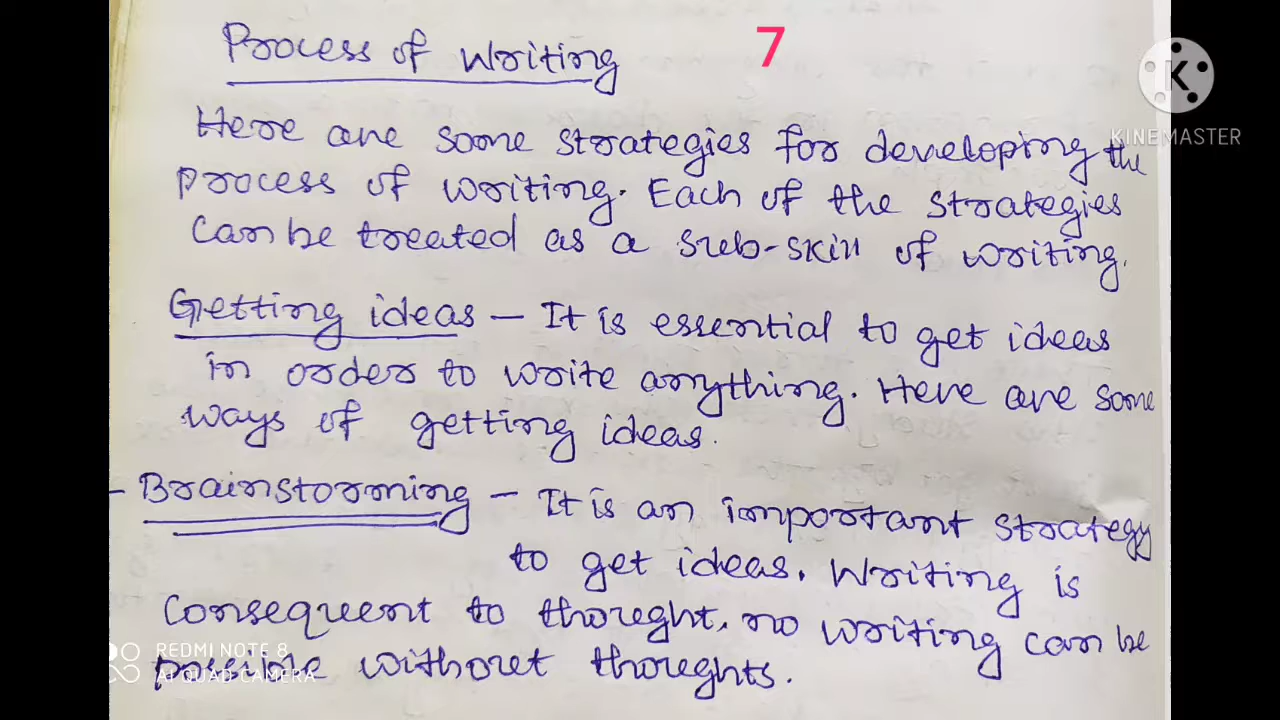 Process of Writing
7
K
KINEMASTER
Here are some strategies for developing the
process of writing. Each of the strategies
can be treated as a sub-skill of writing.
Getting ideas – It is essential to get ideas
in order to write anything. Here are some
ways of getting ideas.
- Brainstorming – It is an important strategy
to get ideas. Writing is
consequent to thought, no writing can be
possible without thoughts.
REDMI NOTE 8
AI QUAD CAMERA